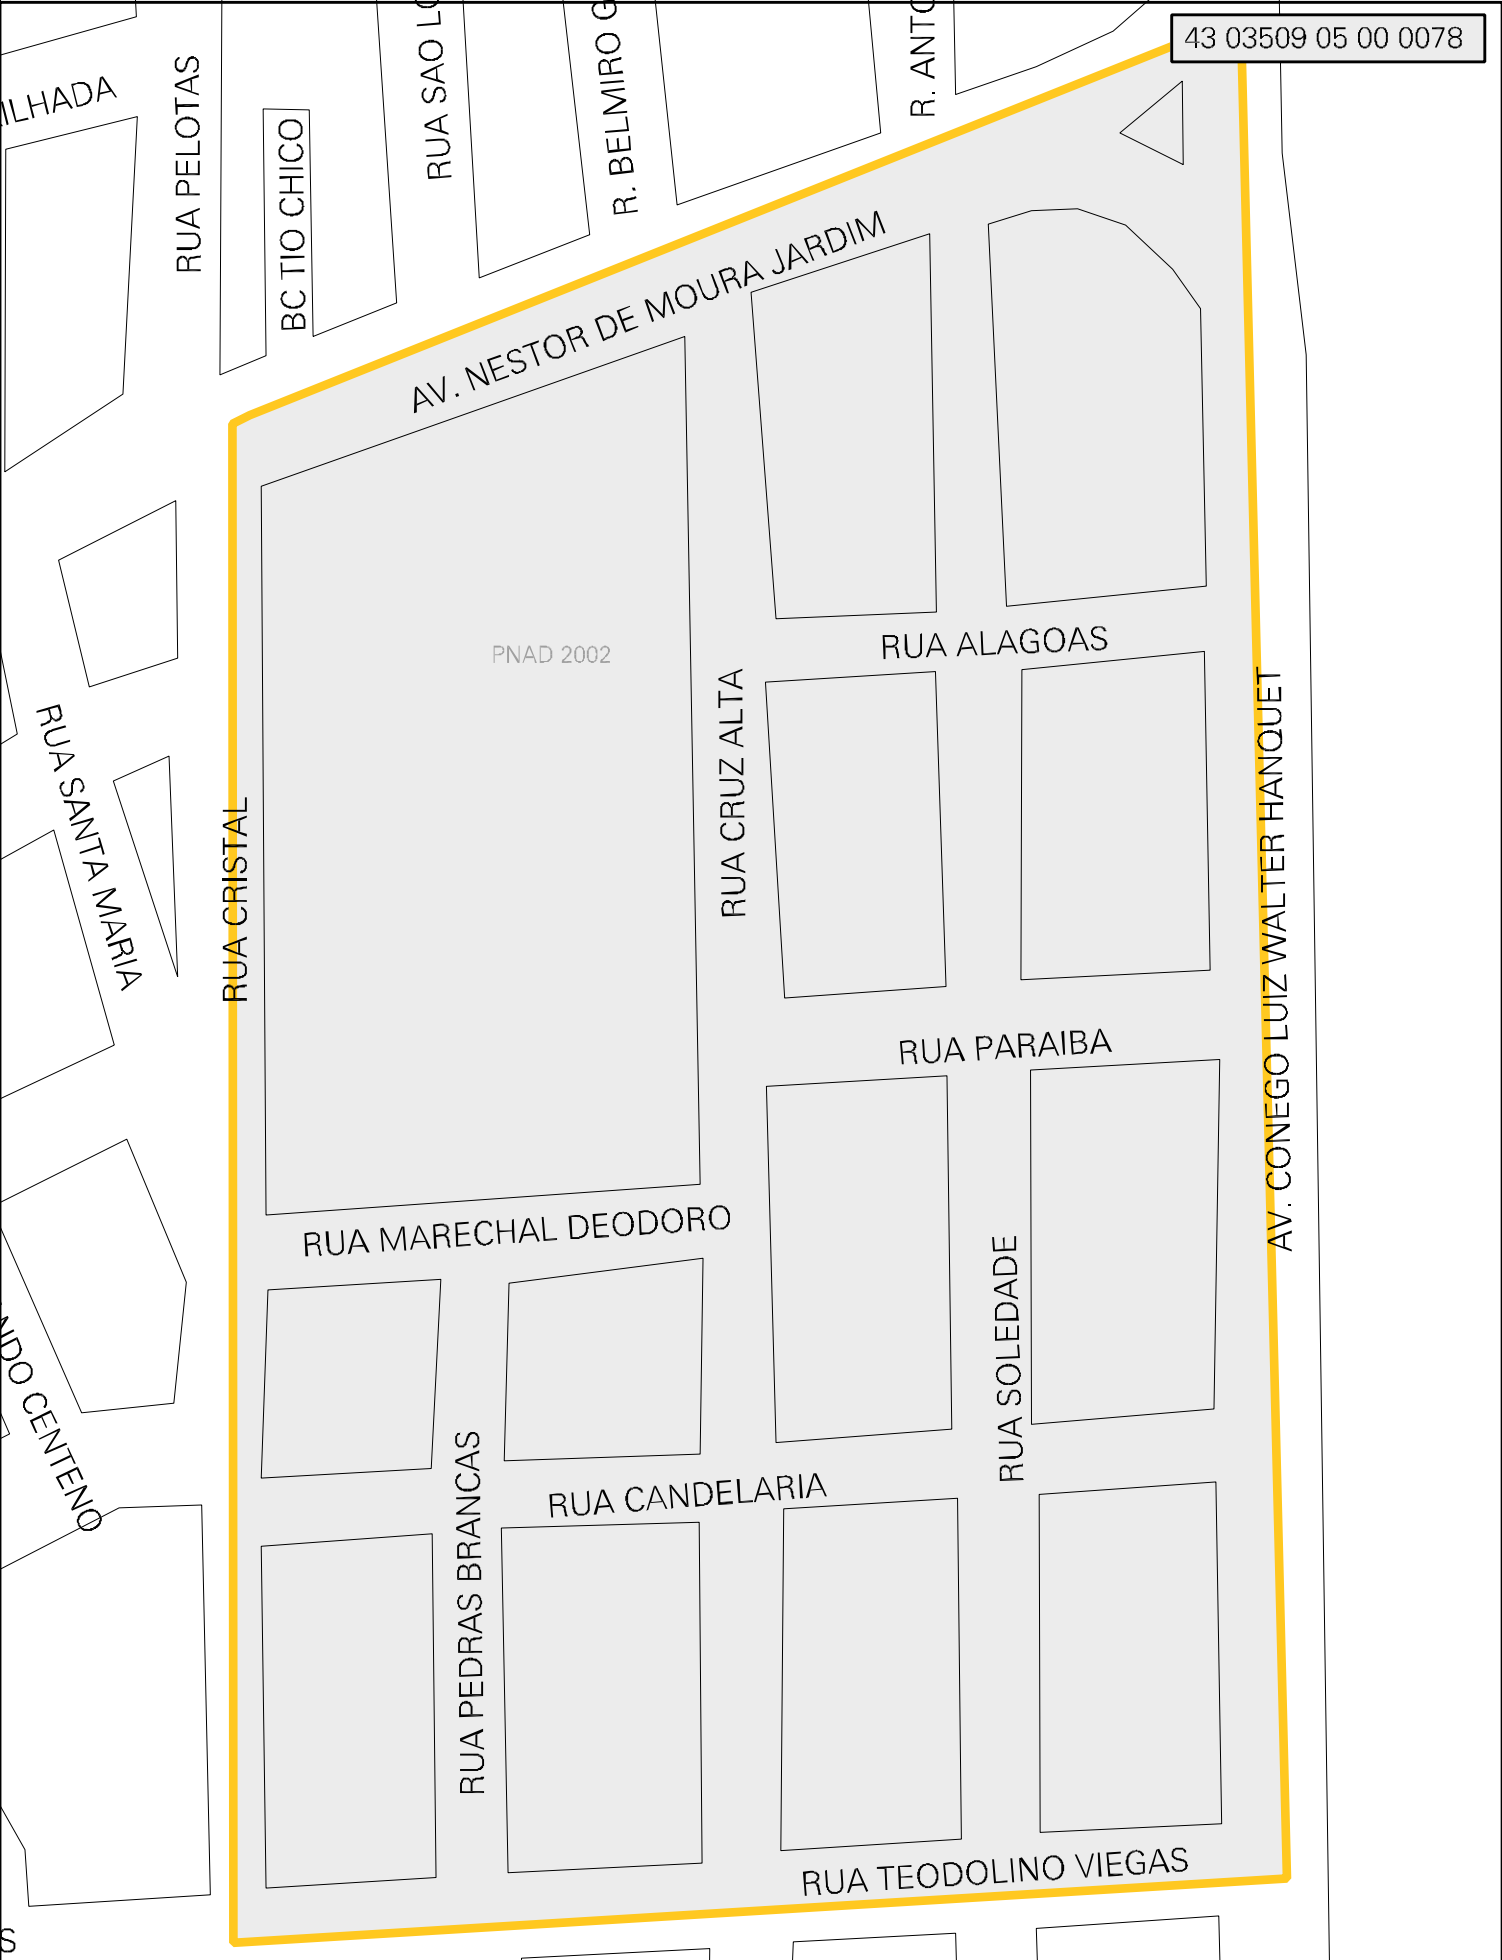 43 03509 05 00 0078
ILHADA
RUA PELOTAS
BC TIO CHICO
RUA SAO LO
R. BELMIRO G
R. ANTO
AV. NESTOR DE MOURA JARDIM
RUA ALAGOAS
PNAD 2002
RUA CRUZ ALTA
AV. CONEGO LUIZ WALTER HANQUET
RUA SANTA MARIA
RUA CRISTAL
RUA PARAIBA
RUA MARECHAL DEODORO
RUA SOLEDADE
NDO CENTENO
RUA PEDRAS BRANCAS
RUA CANDELARIA
RUA TEODOLINO VIEGAS
S